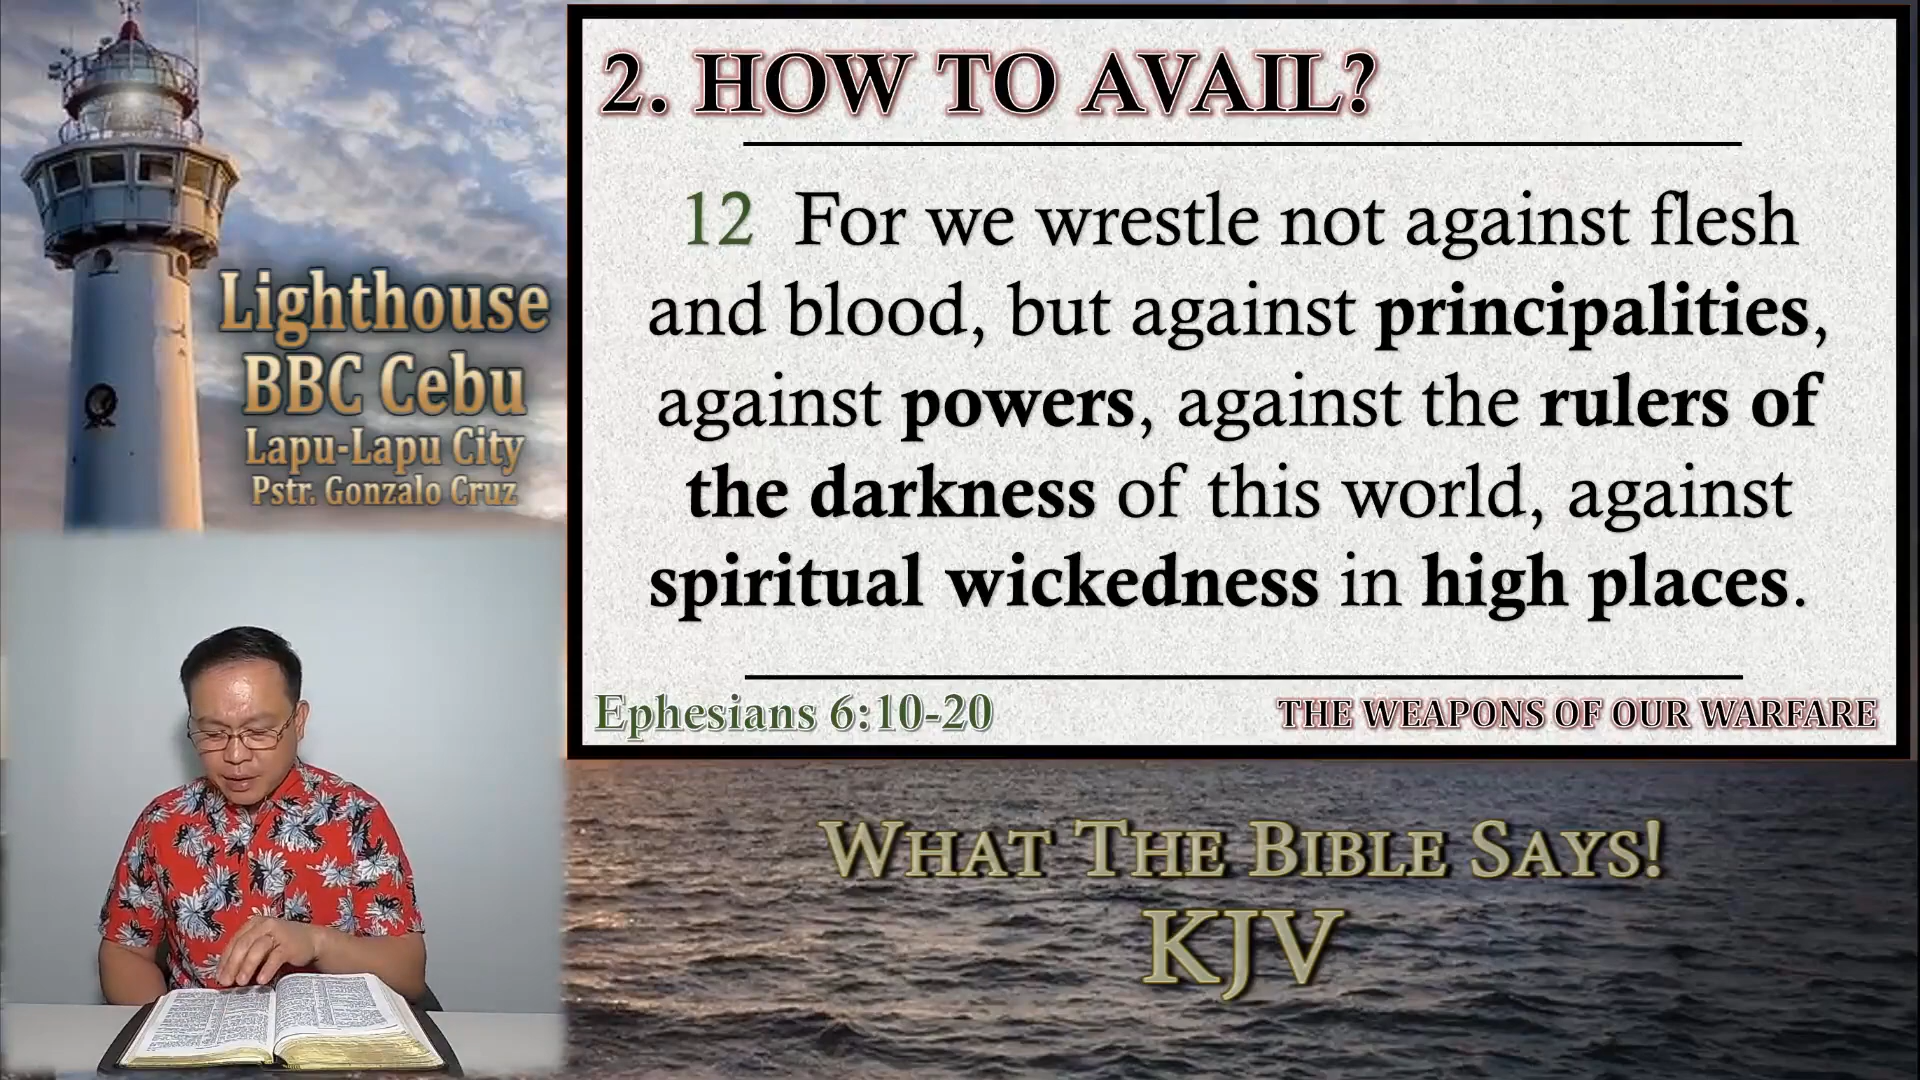 Lighthouse
BBC Cebu
Lapu-Lapu City
Pstr. Gonzalo Cruz
2. HOW TO AVAIL?
12 For we wrestle not against flesh
and blood, but against principalities,
against powers, against the rulers of
the darkness of this world, against
spiritual wickedness in high places.
Ephesians 6:10-20
THE WEAPONS OF OUR WARFARE
WHAT THE BIBLE SAYS!
KJV